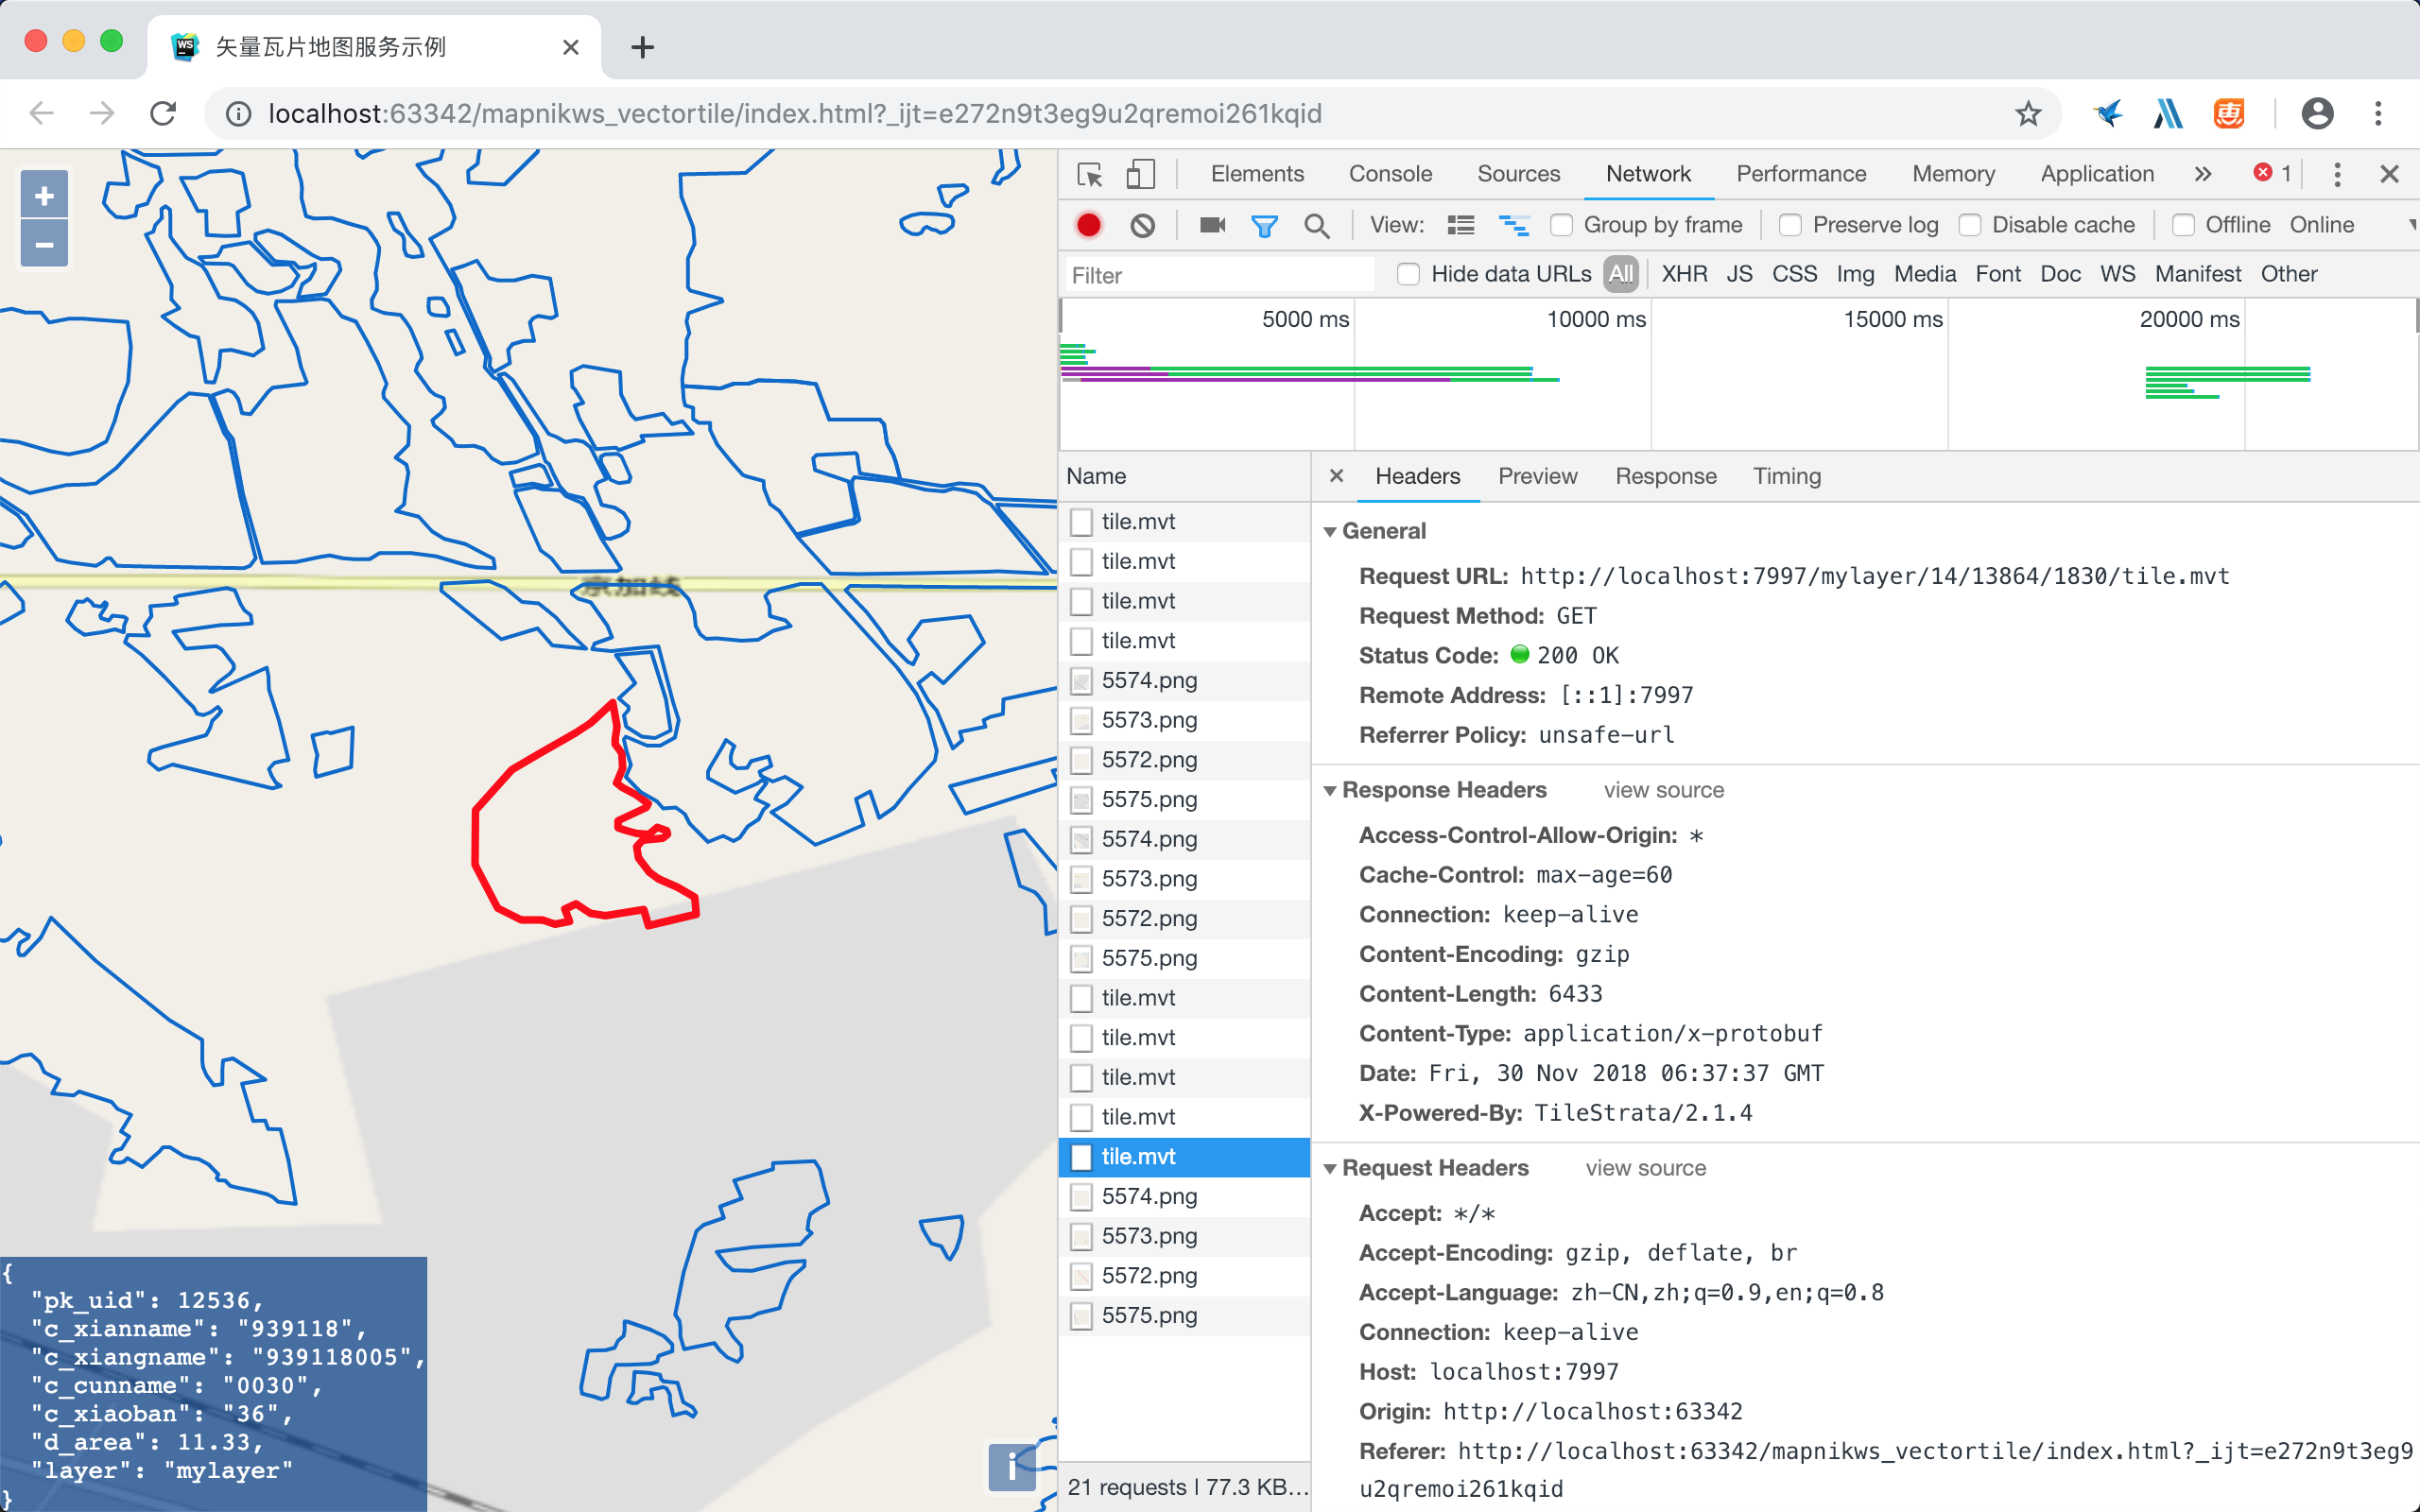 矢量瓦片地图服务示例
localhost:63342/mapnikws_vectortile/index.html?_ijt=e272n9t3eg9u2qremoi261kqid
+
−
京加线
{
"pk_uid": 12536,
"c_xianname": "939118",
"c_xiangname": "939118005",
"c_cunname": "0030",
"c_xiaoban": "36",
"d_area": 11.33,
"layer": "mylayer"
}
i
Elements Console Sources Network Performance Memory Application » 1
View: Group by frame Preserve log Disable cache Offline Online
Filter Hide data URLs All XHR JS CSS Img Media Font Doc WS Manifest Other
5000 ms 10000 ms 15000 ms 20000 ms
Name
tile.mvt
tile.mvt
tile.mvt
tile.mvt
5574.png
5573.png
5572.png
5575.png
5574.png
5573.png
5572.png
5575.png
tile.mvt
tile.mvt
tile.mvt
tile.mvt
tile.mvt
5574.png
5573.png
5572.png
5575.png
21 requests | 77.3 KB...
Headers Preview Response Timing
General
Request URL: http://localhost:7997/mylayer/14/13864/1830/tile.mvt
Request Method: GET
Status Code: 200 OK
Remote Address: [::1]:7997
Referrer Policy: unsafe-url
Response Headers view source
Access-Control-Allow-Origin: *
Cache-Control: max-age=60
Connection: keep-alive
Content-Encoding: gzip
Content-Length: 6433
Content-Type: application/x-protobuf
Date: Fri, 30 Nov 2018 06:37:37 GMT
X-Powered-By: TileStrata/2.1.4
Request Headers view source
Accept: */*
Accept-Encoding: gzip, deflate, br
Accept-Language: zh-CN,zh;q=0.9,en;q=0.8
Connection: keep-alive
Host: localhost:7997
Origin: http://localhost:63342
Referer: http://localhost:63342/mapnikws_vectortile/index.html?_ijt=e272n9t3eg9
u2qremoi261kqid